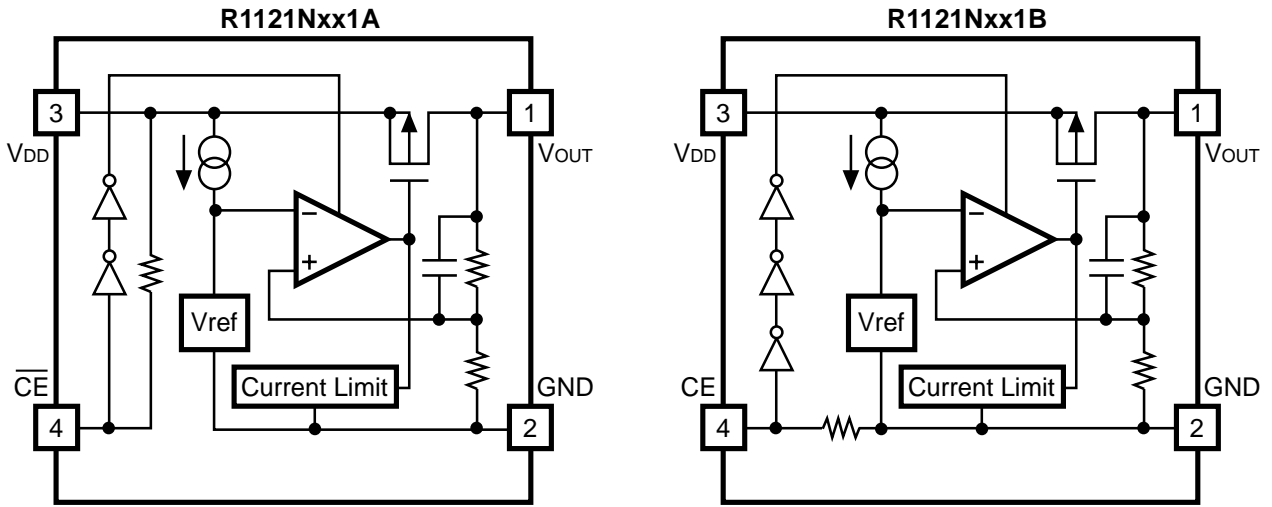 R1121Nxx1A
3
1
VDD
VOUT
−
+
Vref
Current Limit
C̅E̅
GND
4
2
R1121Nxx1B
3
1
VDD
VOUT
−
+
Vref
Current Limit
CE
GND
4
2